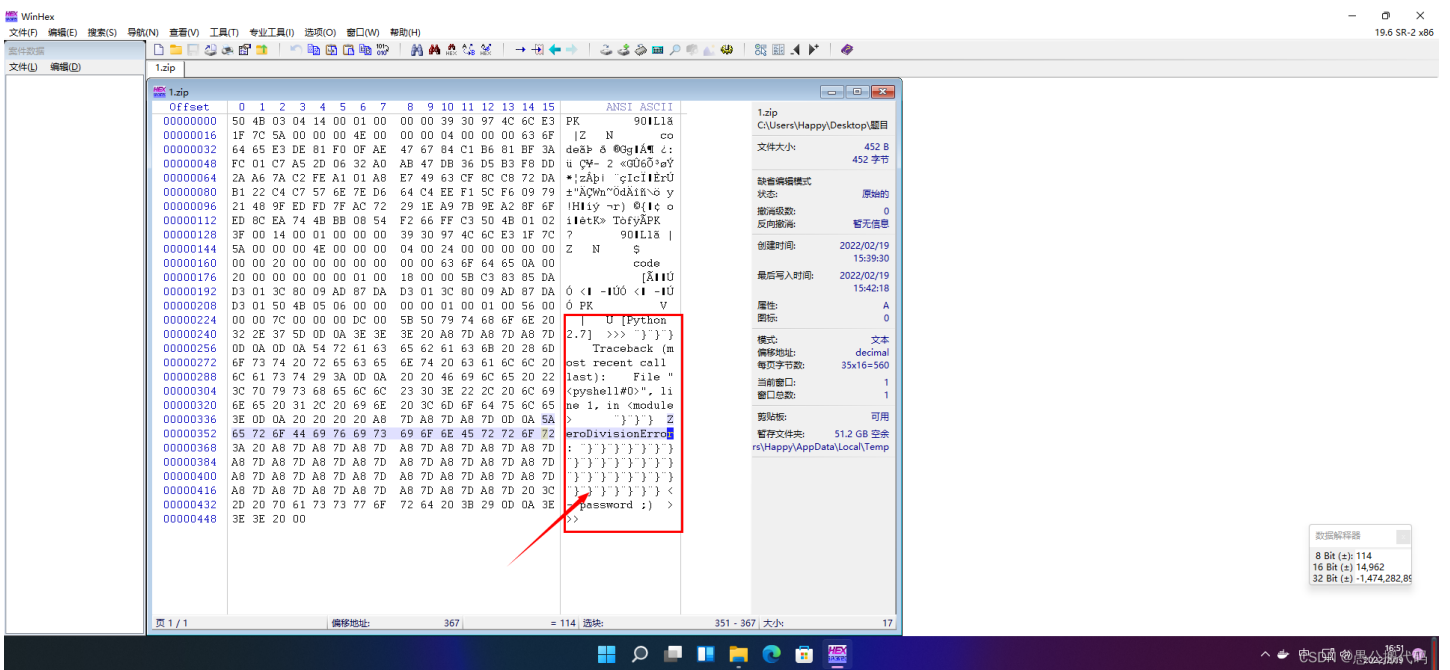 WinHex
文件(F) 编辑(E) 搜索(S) 导航(N) 查看(V) 工具(T) 专业工具(I) 选项(O) 窗口(W) 帮助(H)
19.6 SR-2 x86
案件数据
文件(L) 编辑(D)
1.zip
1.zip
Offset 0 1 2 3 4 5 6 7 8 9 10 11 12 13 14 15 ANSI ASCII
00000000 50 4B 03 04 14 00 01 00 00 00 39 30 97 4C 6C E3 PK
00000016 1F 7C 5A 00 00 00 4E 00 00 00 04 00 00 00 63 6F |Z N co
00000032 64 65 E3 DE 81 F0 0F AE 47 67 84 C1 B6 81 BF 3A
00000048 FC 01 C7 A5 2D 06 32 A0 AB 47 DB 36 D5 B3 F8 DD
00000064 2A A6 7A C2 FE A1 01 A8 E7 49 63 CF 8C C8 72 DA
00000080 B1 22 C4 C7 57 6E 7E D6 64 C4 EE F1 5C F6 09 79
00000096 21 48 9F ED FD 7F AC 72 29 1E A9 7B 9E A2 8F 6F
00000112 ED 8C EA 74 4B BB 08 54 F2 66 FF C3 50 4B 01 02
00000128 3F 00 14 00 01 00 00 00 39 30 97 4C 6C E3 1F 7C
00000144 5A 00 00 00 4E 00 00 00 04 00 24 00 00 00 00 00 Z N $
00000160 00 00 20 00 00 00 00 00 00 00 63 6F 64 65 0A 00 code
00000176 20 00 00 00 00 00 01 00 18 00 00 5B C3 83 85 DA
00000192 D3 01 3C 80 09 AD 87 DA D3 01 3C 80 09 AD 87 DA
00000208 D3 01 50 4B 05 06 00 00 00 00 01 00 01 00 56 00 Ó PK V
00000224 00 00 7C 00 00 00 DC 00 5B 50 79 74 68 6F 6E 20 | Ü [Python
00000240 32 2E 37 5D 0D 0A 3E 3E 3E 20 A8 7D A8 7D A8 7D 2.7] >>> ¨}¨}¨}
00000256 0D 0A 0D 0A 54 72 61 63 65 62 61 63 6B 20 28 6D Traceback (m
00000272 6F 73 74 20 72 65 63 65 6E 74 20 63 61 6C 6C 20 ost recent call
00000288 6C 61 73 74 29 3A 0D 0A 20 20 46 69 6C 65 20 22 last): File "
00000304 3C 70 79 73 68 65 6C 6C 23 30 3E 22 2C 20 6C 69 <pyshell#0>", li
00000320 6E 65 20 31 2C 20 69 6E 20 3C 6D 6F 64 75 6C 65 ne 1, in <module
00000336 3E 0D 0A 20 20 20 20 A8 7D A8 7D A8 7D 0D 0A 5A > ¨}¨}¨} Z
00000352 65 72 6F 44 69 76 69 73 69 6F 6E 45 72 72 6F 72 eroDivisionError
00000368 3A 20 A8 7D A8 7D A8 7D A8 7D A8 7D A8 7D A8 7D : ¨}¨}¨}¨}¨}¨}¨}
00000384 A8 7D A8 7D A8 7D A8 7D A8 7D A8 7D A8 7D A8 7D ¨}¨}¨}¨}¨}¨}¨}¨}
00000400 A8 7D A8 7D A8 7D A8 7D A8 7D A8 7D A8 7D A8 7D ¨}¨}¨}¨}¨}¨}¨}¨}
00000416 A8 7D A8 7D A8 7D A8 7D A8 7D A8 7D A8 7D 20 3C ¨}¨}¨}¨}¨}¨}¨} <
00000432 2D 20 70 61 73 73 77 6F 72 64 20 3B 29 0D 0A 3E - password ;) >
00000448 3E 3E 20 00 >>
1.zip
C:\Users\Happy\Desktop\题目
文件大小: 452 B
452 字节
缺省编辑模式
状态: 原始的
撤消级数: 0
反向撤消: 暂无信息
创建时间: 2022/02/19
15:39:30
最后写入时间: 2022/02/19
15:42:18
属性: A
图标: 0
模式: 文本
偏移地址: decimal
每页字节数: 35x16=560
当前窗口: 1
窗口总数: 1
剪贴板: 可用
暂存文件夹: 51.2 GB 空余
rs\Happy\AppData\Local\Temp
数据解释器
8 Bit (±): 114
16 Bit (±) 14,962
32 Bit (±) -1,474,282,89
页 1 / 1 偏移地址: 367 = 114 选块: 351 - 367 大小: 17
16:51
CSDN @愚公搬代码